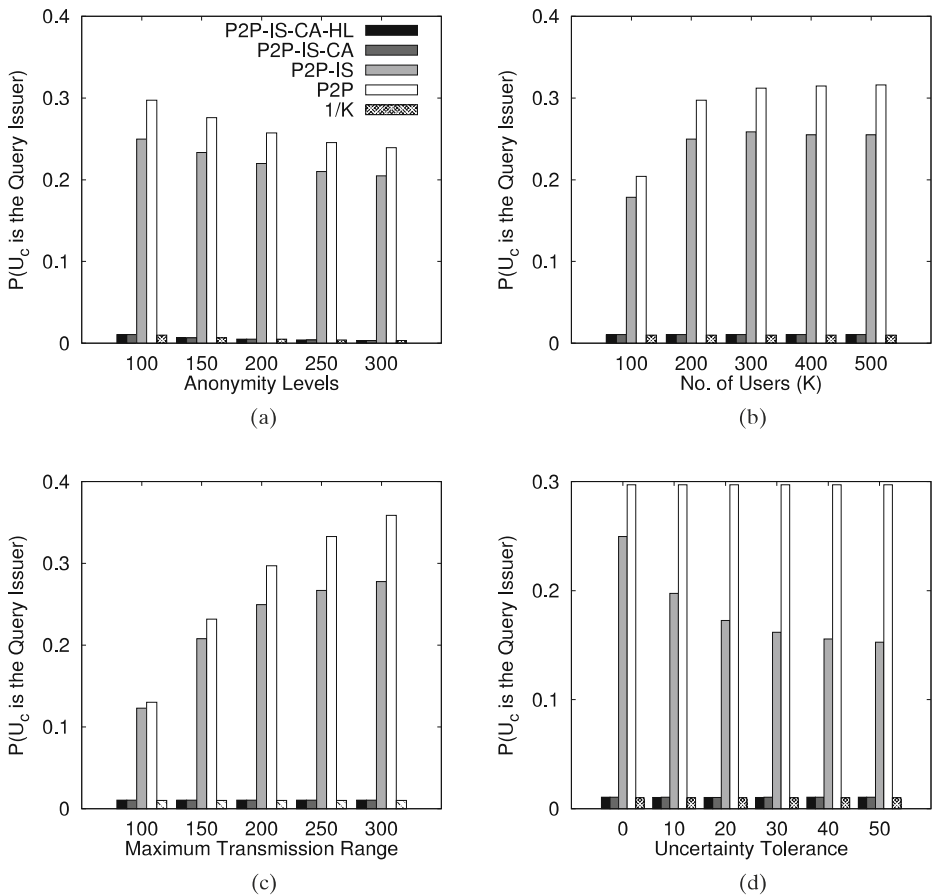 0.4
0.3
0.2
0.1
0
P(U_c is the Query Issuer)
P2P-IS-CA-HL
P2P-IS-CA
P2P-IS
P2P
1/K
100 150 200 250 300
Anonymity Levels
(a)
0.4
0.3
0.2
0.1
0
P(U_c is the Query Issuer)
100 200 300 400 500
No. of Users (K)
(b)
0.4
0.3
0.2
0.1
0
P(U_c is the Query Issuer)
100 150 200 250 300
Maximum Transmission Range
(c)
0.3
0.2
0.1
0
P(U_c is the Query Issuer)
0 10 20 30 40 50
Uncertainty Tolerance
(d)